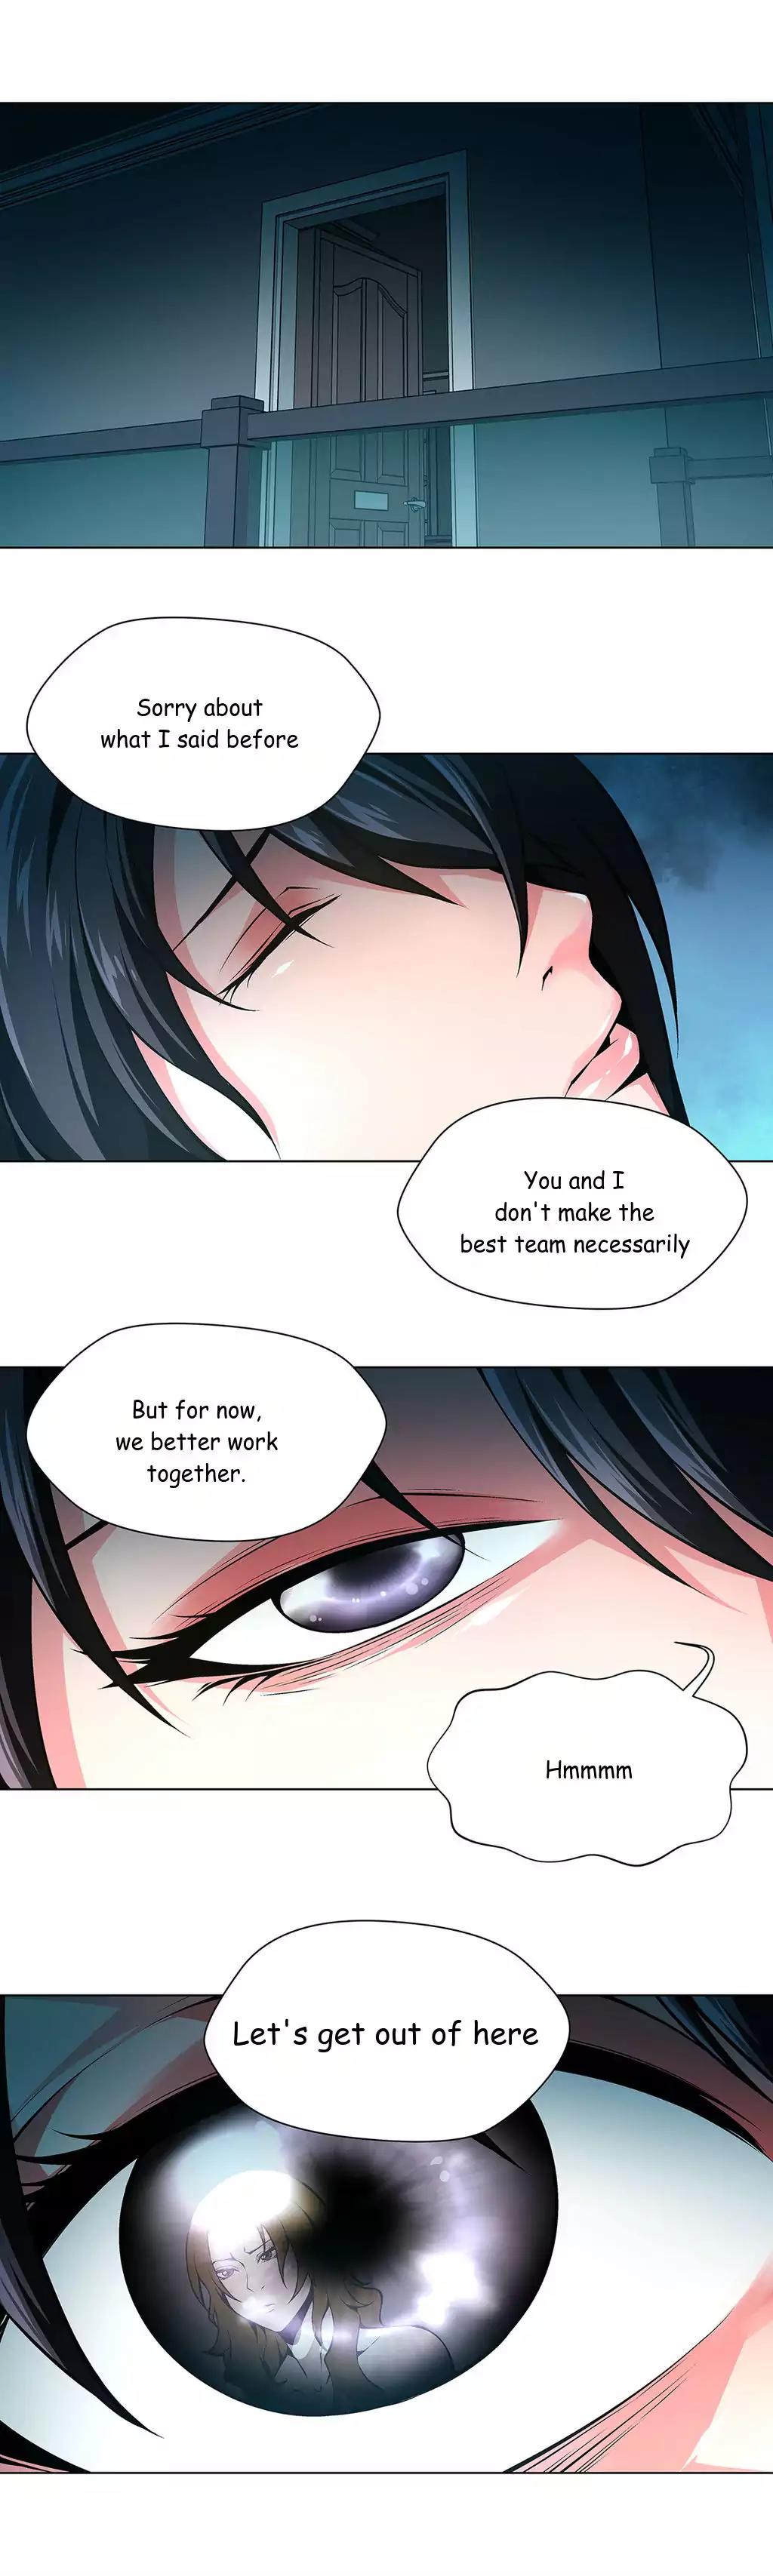 Sorry about
what I said before
You and I
don't make the
best team necessarily
But for now,
we better work
together.
Hmmmm
Let's get out of here